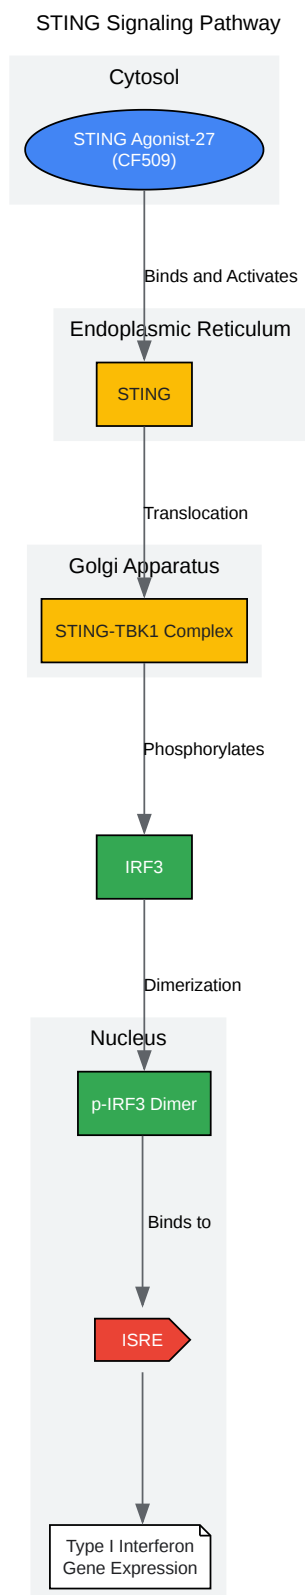 STING Signaling Pathway
Cytosol
STING Agonist-27
(CF509)
Binds and Activates
Endoplasmic Reticulum
STING
Translocation
Golgi Apparatus
STING-TBK1 Complex
Phosphorylates
IRF3
Dimerization
Nucleus
p-IRF3 Dimer
Binds to
ISRE
Type I Interferon
Gene Expression